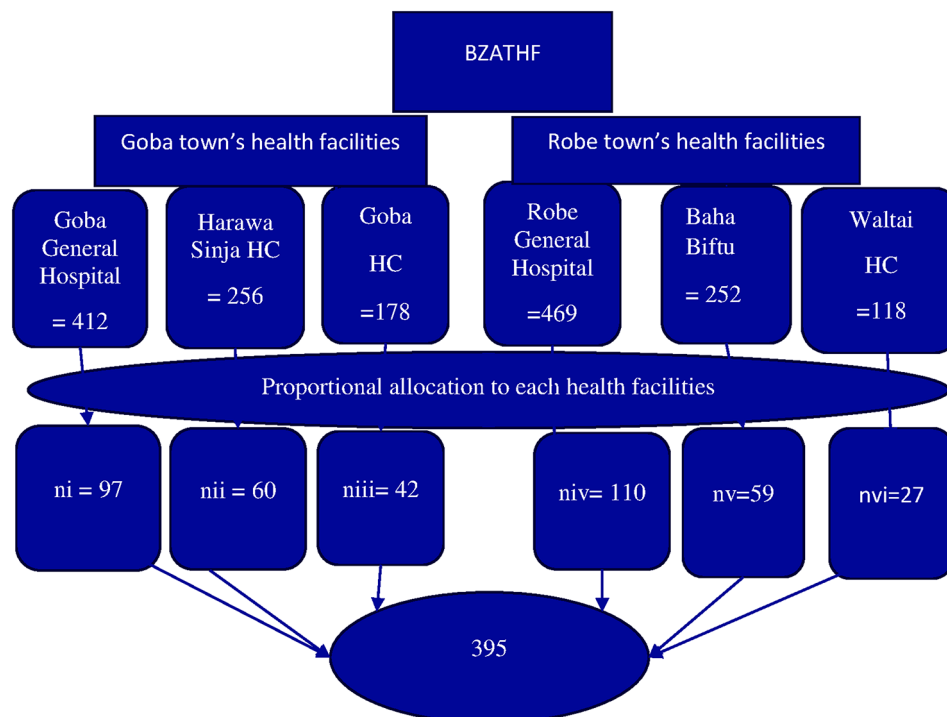 BZATHF
Goba town’s health facilities
Robe town’s health facilities
Goba
General
Hospital
= 412
Harawa
Sinja HC
= 256
Goba
HC
=178
Robe
General
Hospital
=469
Baha
Biftu
= 252
Waltai
HC
=118
Proportional allocation to each health facilities
ni = 97
nii = 60
niii= 42
niv= 110
nv=59
nvi=27
395